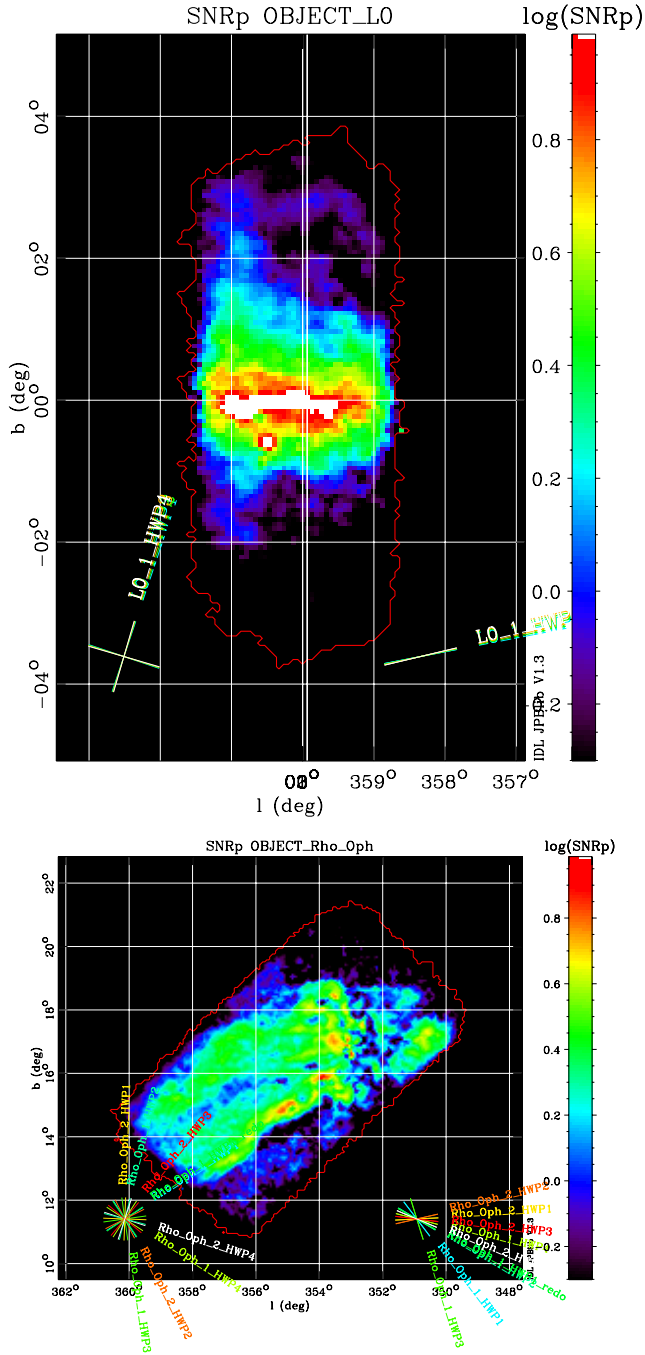 SNRp OBJECT_L0
log(SNRp)
04°
02°
00°
-02°
-04°
b (deg)
0.8
0.6
0.4
0.2
0.0
L0_1_HWP4
L0_1_HWP
IDL JPBlib V1.3
359° 358° 357°
l (deg)
SNRp OBJECT_Rho_Oph
log(SNRp)
22°
20°
18°
16°
14°
12°
10°
b (deg)
0.8
0.6
0.4
0.2
0.0
-0.2
Rho_Oph_2_HWP1
Rho_Oph_2_HWP3
Rho_Oph_2_HWP4
Rho_Oph_1_HWP4
Rho_Oph_2_HWP2
Rho_Oph_1_HWP3
Rho_Oph_2_HWP2
Rho_Oph_2_HWP1
Rho_Oph_2_HWP3
Rho_Oph_1_HWP1
Rho_Oph_1_HWP3
362° 360° 358° 356° 354° 352° 350° 348°
l (deg)